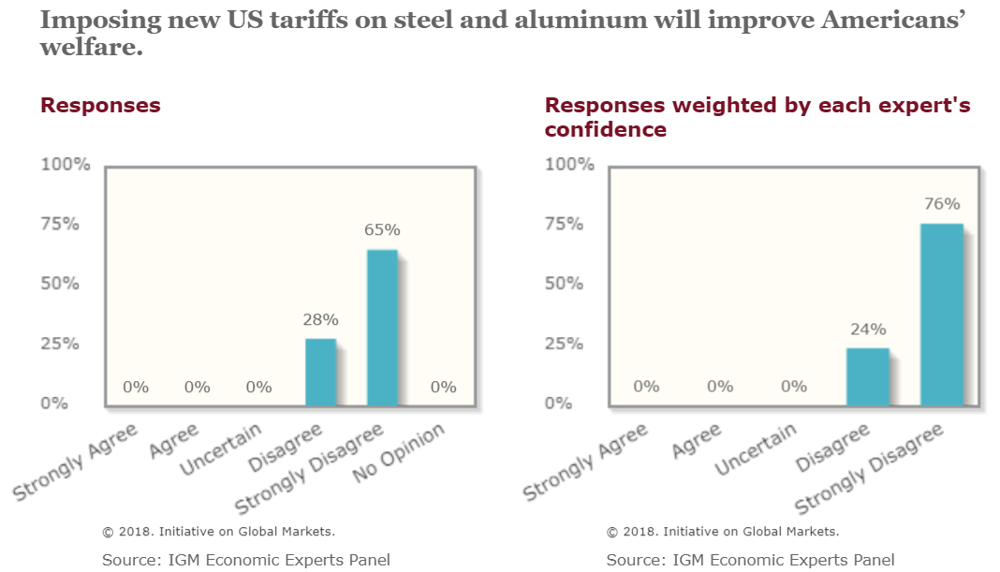 Imposing new US tariffs on steel and aluminum will improve Americans’
welfare.
Responses
100%
75%
50%
25%
0%
0%
0%
0%
28%
65%
0%
Strongly Agree
Agree
Uncertain
Disagree
Strongly Disagree
No Opinion
© 2018. Initiative on Global Markets.
Source: IGM Economic Experts Panel
Responses weighted by each expert's
confidence
100%
75%
50%
25%
0%
0%
0%
0%
24%
76%
Strongly Agree
Agree
Uncertain
Disagree
Strongly Disagree
© 2018. Initiative on Global Markets.
Source: IGM Economic Experts Panel